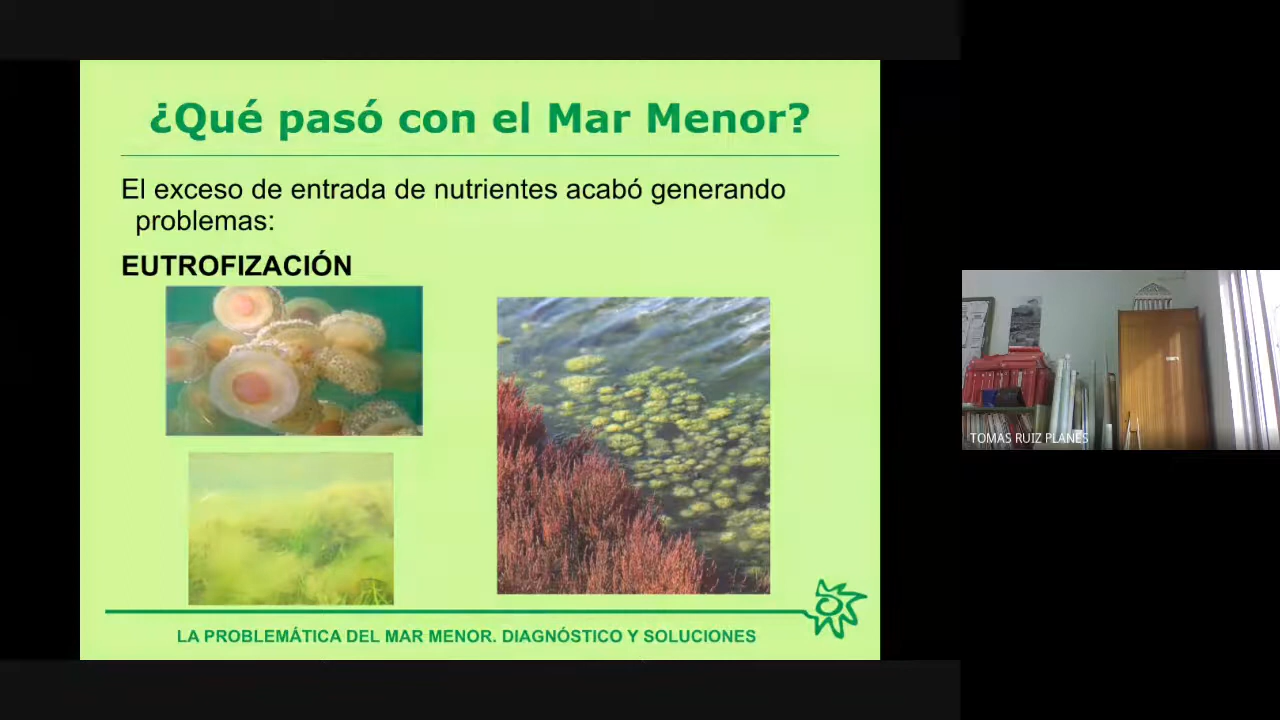 ¿Qué pasó con el Mar Menor?
El exceso de entrada de nutrientes acabó generando
problemas:
EUTROFIZACIÓN
LA PROBLEMÁTICA DEL MAR MENOR. DIAGNÓSTICO Y SOLUCIONES
TOMAS RUIZ PLANES